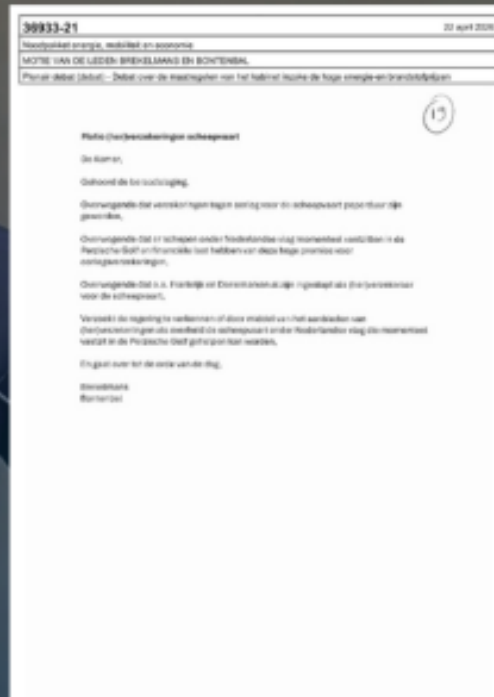 36933-21 22 april 2026
Noodpakket energie, mobiliteit en economie
MOTIE VAN DE LEDEN BREKELMANS EN BONTENBAL
Plenair debat (debat) - Debat over de maatregelen van het kabinet inzake de hoge energie-en brandstofprijzen
19
Motie (her)verzekeringen scheepvaart
De Kamer,
Gehoord de beraadslaging,
Overwegende dat verzekeringen tegen oorlog voor de scheepvaart peperduur zijn
geworden,
Overwegende dat er schepen onder Nederlandse vlag momenteel vastzitten in de
Perzische Golf en financiële last hebben van deze hoge premies voor
oorlogsverzekeringen,
Overwegende dat o.a. Frankrijk en Denemarken al zijn ingestapt als (her)verzekeraar
voor de scheepvaart,
Verzoekt de regering te verkennen of door middel van het aanbieden van
(her)verzekeringen als overheid de scheepvaart onder Nederlandse vlag die momenteel
vastzit in de Perzische Golf geholpen kan worden,
En gaat over tot de orde van de dag.
Brekelmans
Bontenbal